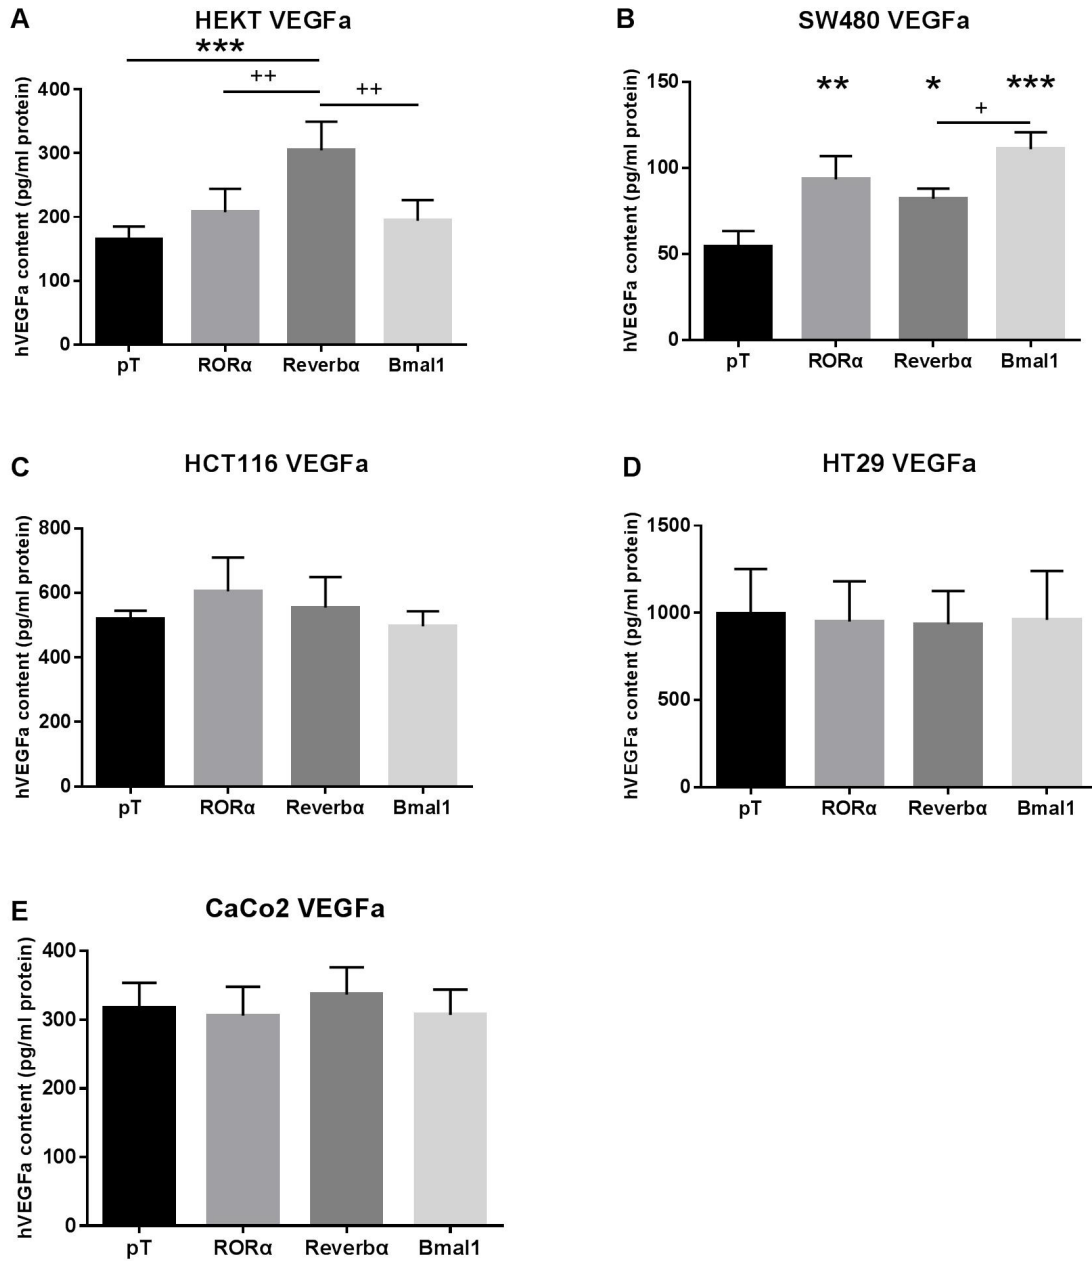 A
HEKT VEGFa
***
++
++
hVEGFa content (pg/ml protein)
400
300
200
100
0
pT
RORα
Reverbα
Bmal1
B
SW480 VEGFa
**
*
***
+
hVEGFa content (pg/ml protein)
150
100
50
0
pT
RORα
Reverbα
Bmal1
C
HCT116 VEGFa
hVEGFa content (pg/ml protein)
800
600
400
200
0
pT
RORα
Reverbα
Bmal1
D
HT29 VEGFa
hVEGFa content (pg/ml protein)
1500
1000
500
0
pT
RORα
Reverbα
Bmal1
E
CaCo2 VEGFa
hVEGFa content (pg/ml protein)
400
300
200
100
0
pT
RORα
Reverbα
Bmal1